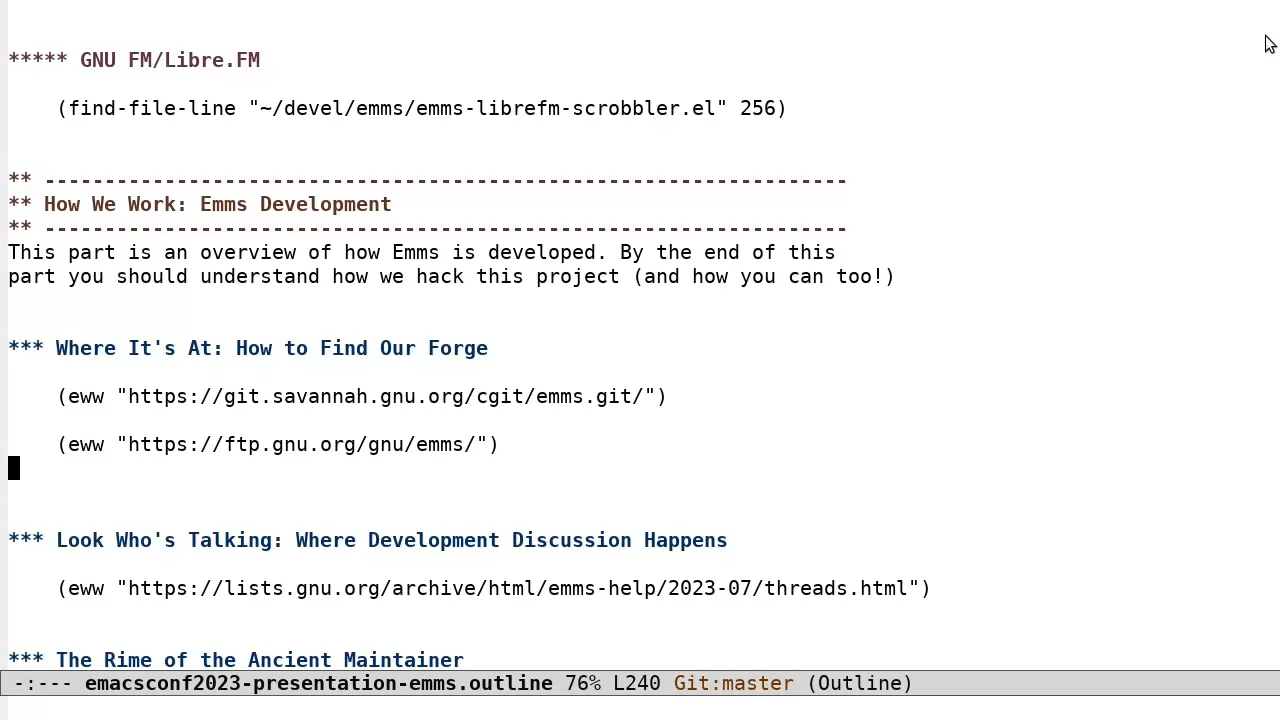 ***** GNU FM/Libre.FM
(find-file-line "~/devel/emms/emms-librefm-scrobbler.el" 256)
** -------------------------------------------------------------------
** How We Work: Emms Development
** -------------------------------------------------------------------
This part is an overview of how Emms is developed. By the end of this
part you should understand how we hack this project (and how you can too!)
*** Where It's At: How to Find Our Forge
(eww "https://git.savannah.gnu.org/cgit/emms.git/")
(eww "https://ftp.gnu.org/gnu/emms/")
*** Look Who's Talking: Where Development Discussion Happens
(eww "https://lists.gnu.org/archive/html/emms-help/2023-07/threads.html")
*** The Rime of the Ancient Maintainer
-:--- emacsconf2023-presentation-emms.outline 76% L240 Git:master (Outline)